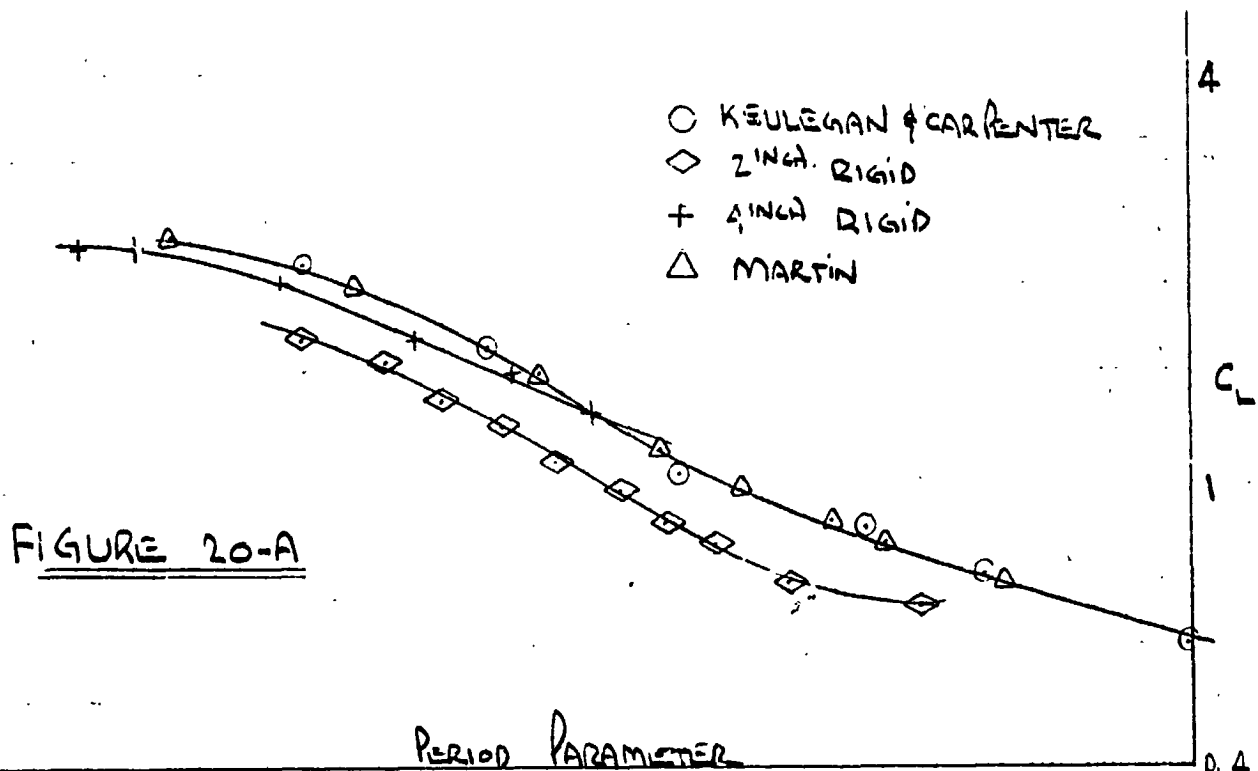 4
KEULEGAN & CARPENTER
2 INCH RIGID
4 INCH RIGID
MARTIN
C_L
1
FIGURE 20-A
PERIOD PARAMETER
0.4